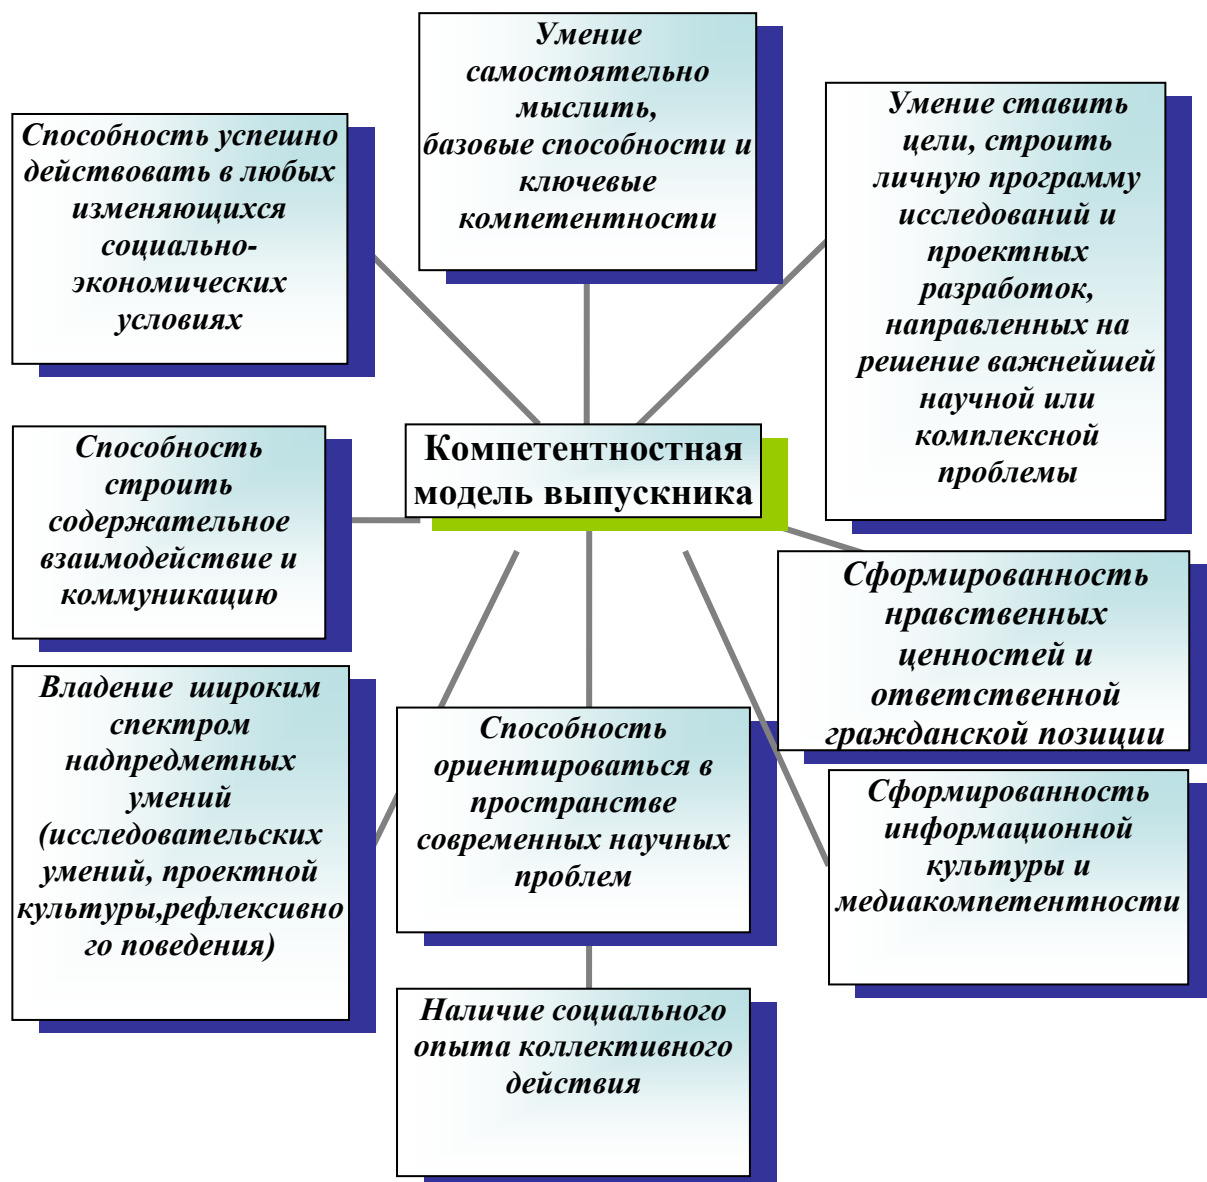 Умение
самостоятельно
мыслить,
базовые способности и
ключевые
компетентности
Способность успешно
действовать в любых
изменяющихся
социально-
экономических
условиях
Умение ставить
цели, строить
личную программу
исследований и
проектных
разработок,
направленных на
решение важнейшей
научной или
комплексной
проблемы
Компетентностная
модель выпускника
Способность
строить
содержательное
взаимодействие и
коммуникацию
Сформированность
нравственных
ценностей и
ответственной
гражданской позиции
Владение широким
спектром
надпредметных
умений
(исследовательских
умений, проектной
культуры,рефлексивно
го поведения)
Способность
ориентироваться в
пространстве
современных научных
проблем
Сформированность
информационной
культуры и
медиакомпетентности
Наличие социального
опыта коллективного
действия